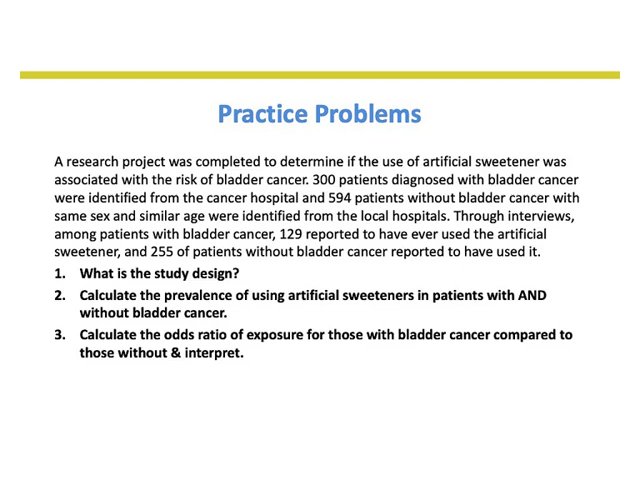 Practice Problems
A research project was completed to determine if the use of artificial sweetener was
associated with the risk of bladder cancer. 300 patients diagnosed with bladder cancer
were identified from the cancer hospital and 594 patients without bladder cancer with
same sex and similar age were identified from the local hospitals. Through interviews,
among patients with bladder cancer, 129 reported to have ever used the artificial
sweetener, and 255 of patients without bladder cancer reported to have used it.
1. What is the study design?
2. Calculate the prevalence of using artificial sweeteners in patients with AND
without bladder cancer.
3. Calculate the odds ratio of exposure for those with bladder cancer compared to
those without & interpret.